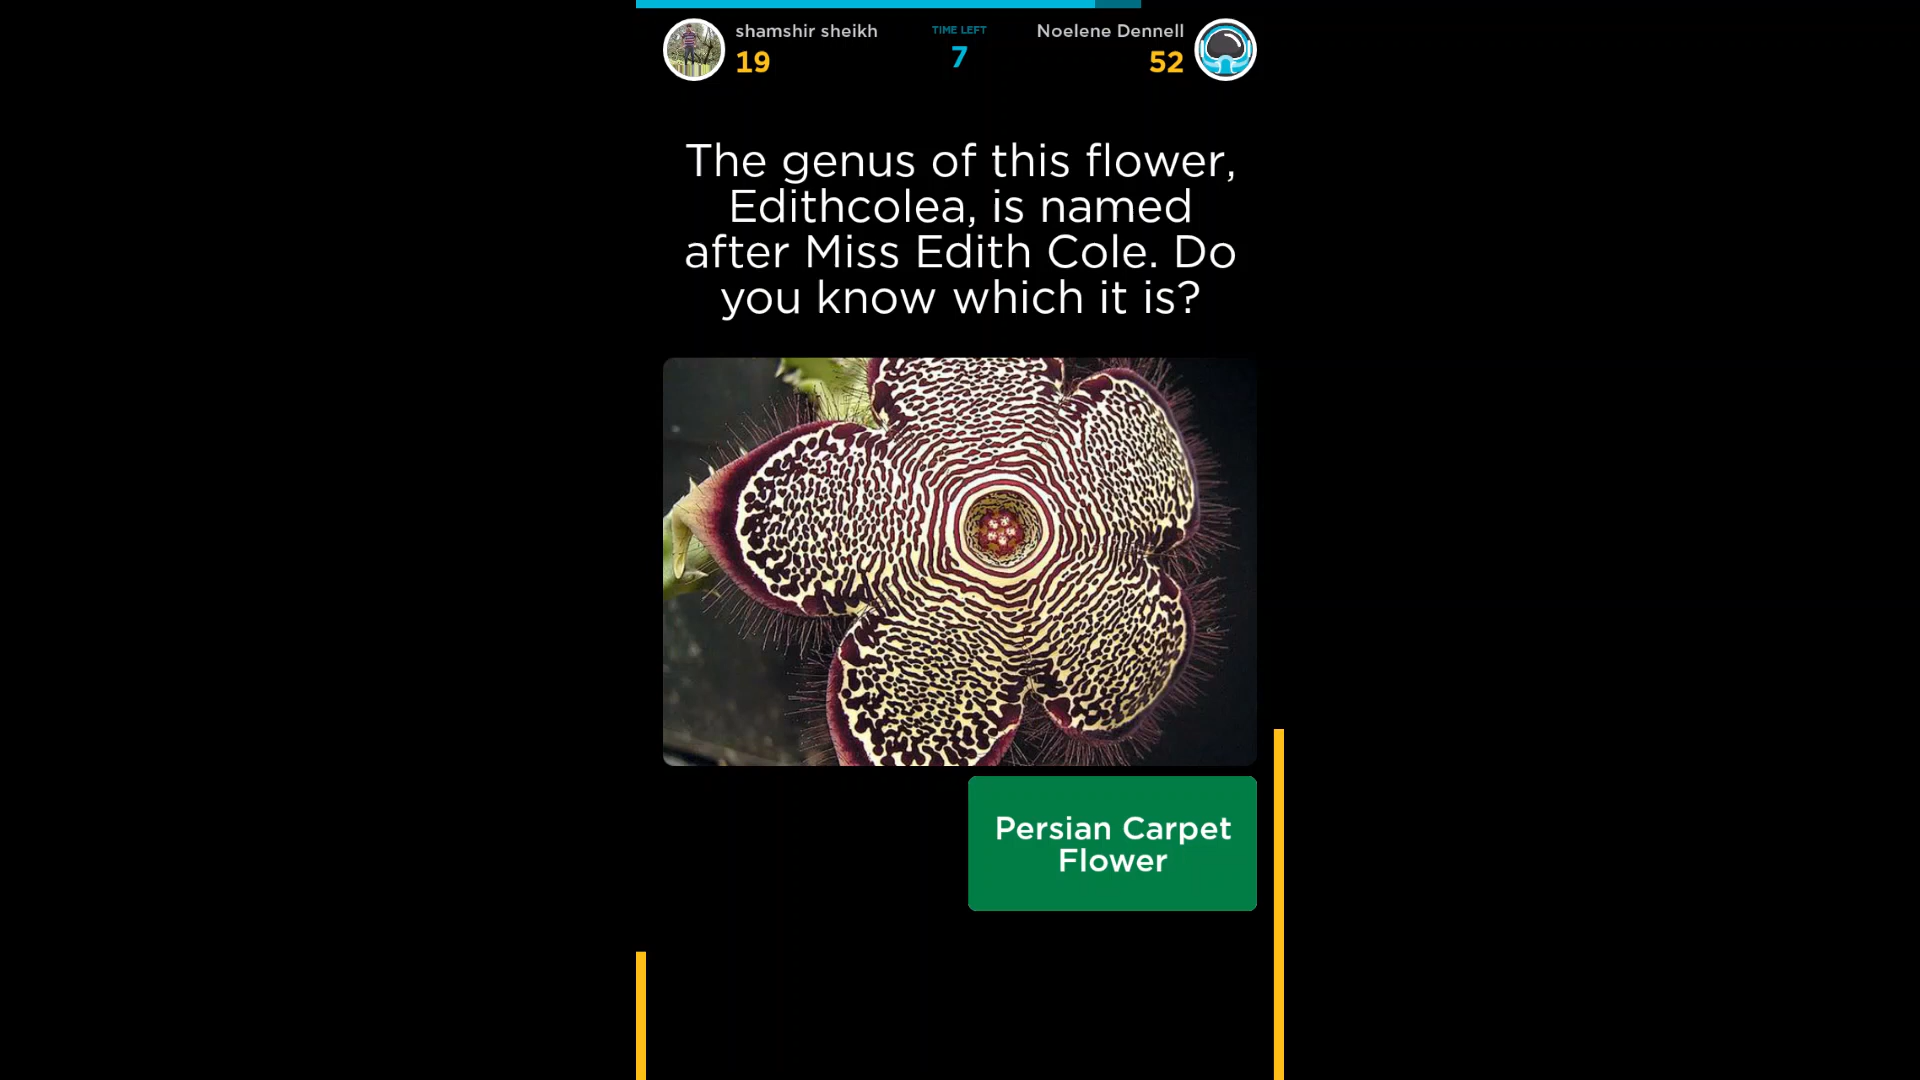 shamshir sheikh
19
TIME LEFT
7
Noelene Dennell
52
The genus of this flower,
Edithcolea, is named
after Miss Edith Cole. Do
you know which it is?
Persian Carpet
Flower